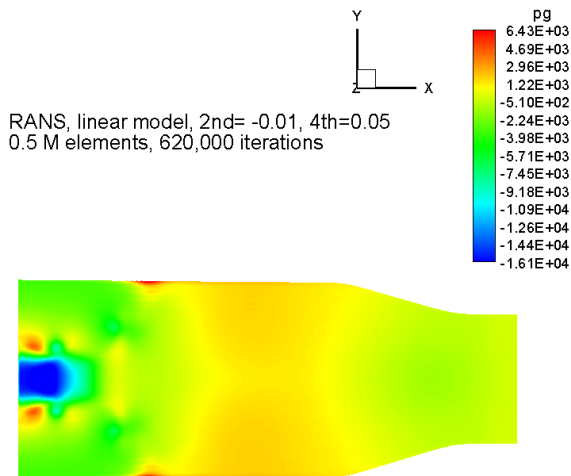 Y
Z
X
pg
6.43E+03
4.69E+03
2.96E+03
1.22E+03
-5.10E+02
-2.24E+03
-3.98E+03
-5.71E+03
-7.45E+03
-9.18E+03
-1.09E+04
-1.26E+04
-1.44E+04
-1.61E+04
RANS, linear model, 2nd= -0.01, 4th=0.05
0.5 M elements, 620,000 iterations